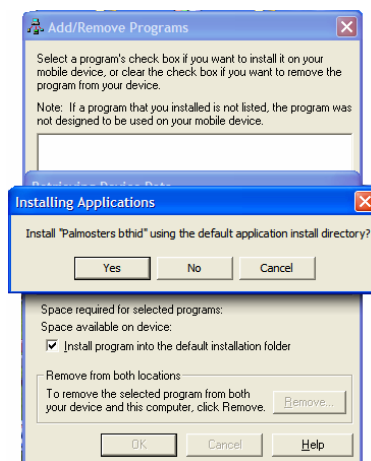 Add/Remove Programs
Select a program's check box if you want to install it on your
mobile device, or clear the check box if you want to remove the
program from your device.
Note: If a program that you installed is not listed, the program was
not designed to be used on your mobile device.
Retrieving Device Data
Installing Applications
Install "Palmosters bthid" using the default application install directory?
Yes No Cancel
Space required for selected programs:
Space available on device:
Install program into the default installation folder
Remove from both locations
To remove the selected program from both
your device and this computer, click Remove.
Remove...
OK Cancel Help